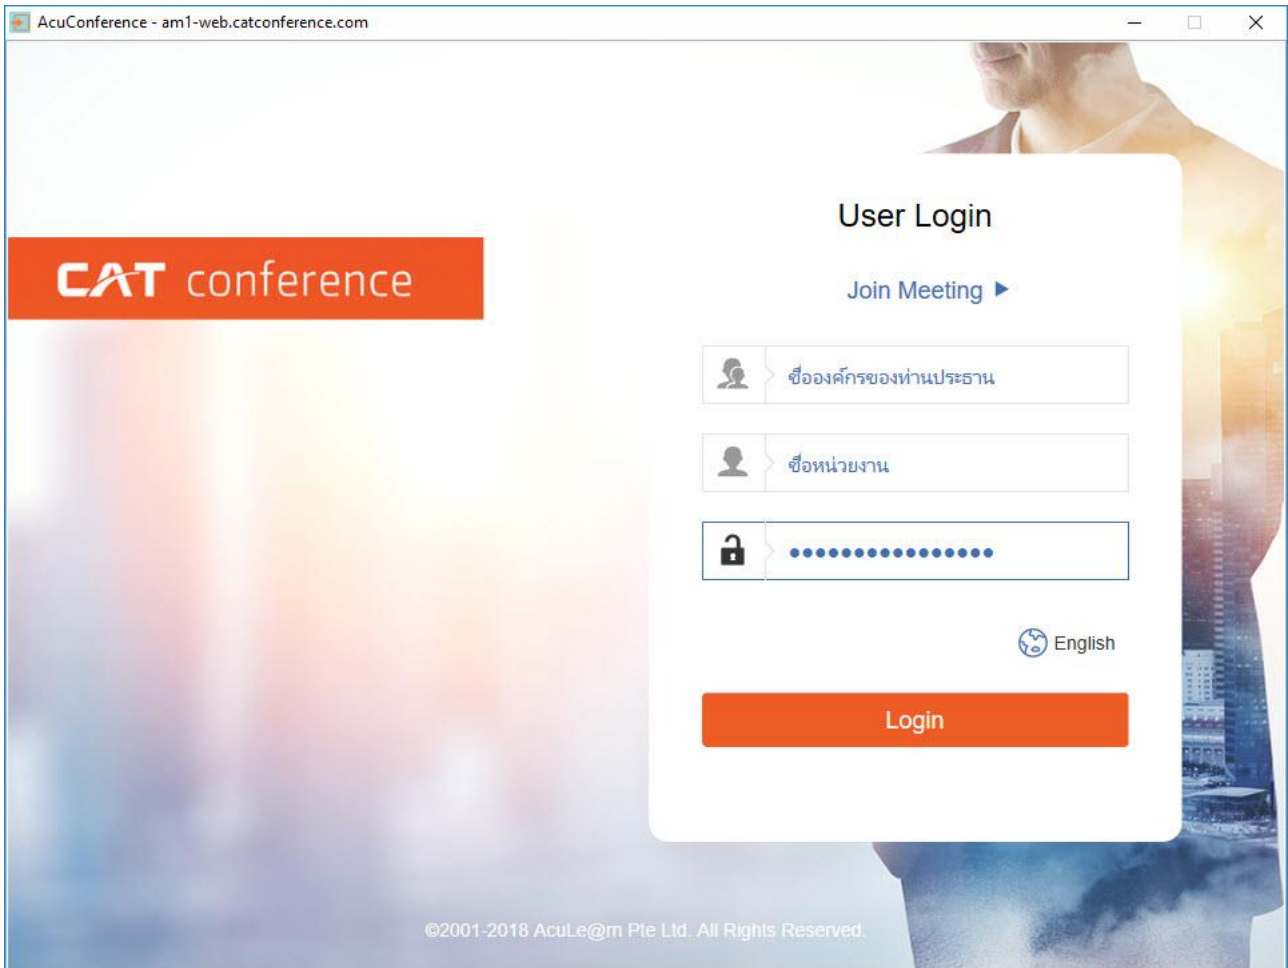 AcuConference - am1-web.catconference.com
CAT conference
User Login
Join Meeting
ชื่อองค์กรของท่านประธาน
ชื่อหน่วยงาน
English
Login
©2001-2018 AcuLe@rn Pte Ltd. All Rights Reserved.